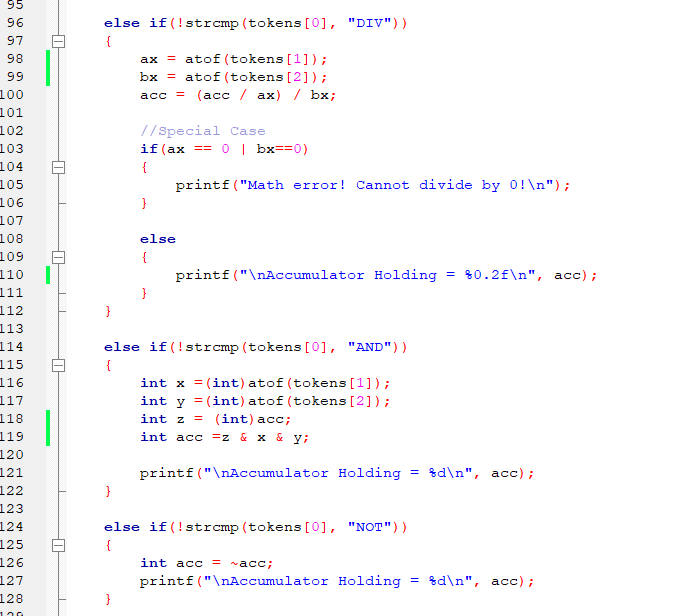 95
96 else if(!strcmp(tokens[0], "DIV"))
97 {
98 ax = atof(tokens[1]);
99 bx = atof(tokens[2]);
100 acc = (acc / ax) / bx;
101
102 //Special Case
103 if(ax == 0 | bx==0)
104 {
105 printf("Math error! Cannot divide by 0!\n");
106 }
107
108 else
109 {
110 printf("\nAccumulator Holding = %0.2f\n", acc);
111 }
112 }
113
114 else if(!strcmp(tokens[0], "AND"))
115 {
116 int x =(int)atof(tokens[1]);
117 int y =(int)atof(tokens[2]);
118 int z = (int)acc;
119 int acc =z & x & y;
120
121 printf("\nAccumulator Holding = %d\n", acc);
122 }
123
124 else if(!strcmp(tokens[0], "NOT"))
125 {
126 int acc = ~acc;
127 printf("\nAccumulator Holding = %d\n", acc);
128 }
129